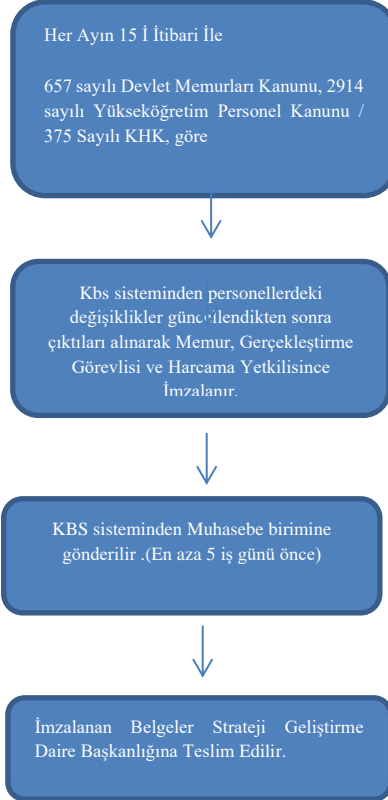 Her Ayın 15 İ İtibari İle
657 sayılı Devlet Memurları Kanunu, 2914
sayılı Yükseköğretim Personel Kanunu /
375 Sayılı KHK, göre
Kbs sisteminden personellerdeki
değişiklikler güncellendikten sonra
çıktıları alınarak Memur, Gerçekleştirme
Görevlisi ve Harcama Yetkilisince
İmzalanır.
KBS sisteminden Muhasebe birimine
gönderilir .(En aza 5 iş günü önce)
İmzalanan Belgeler Strateji Geliştirme
Daire Başkanlığına Teslim Edilir.